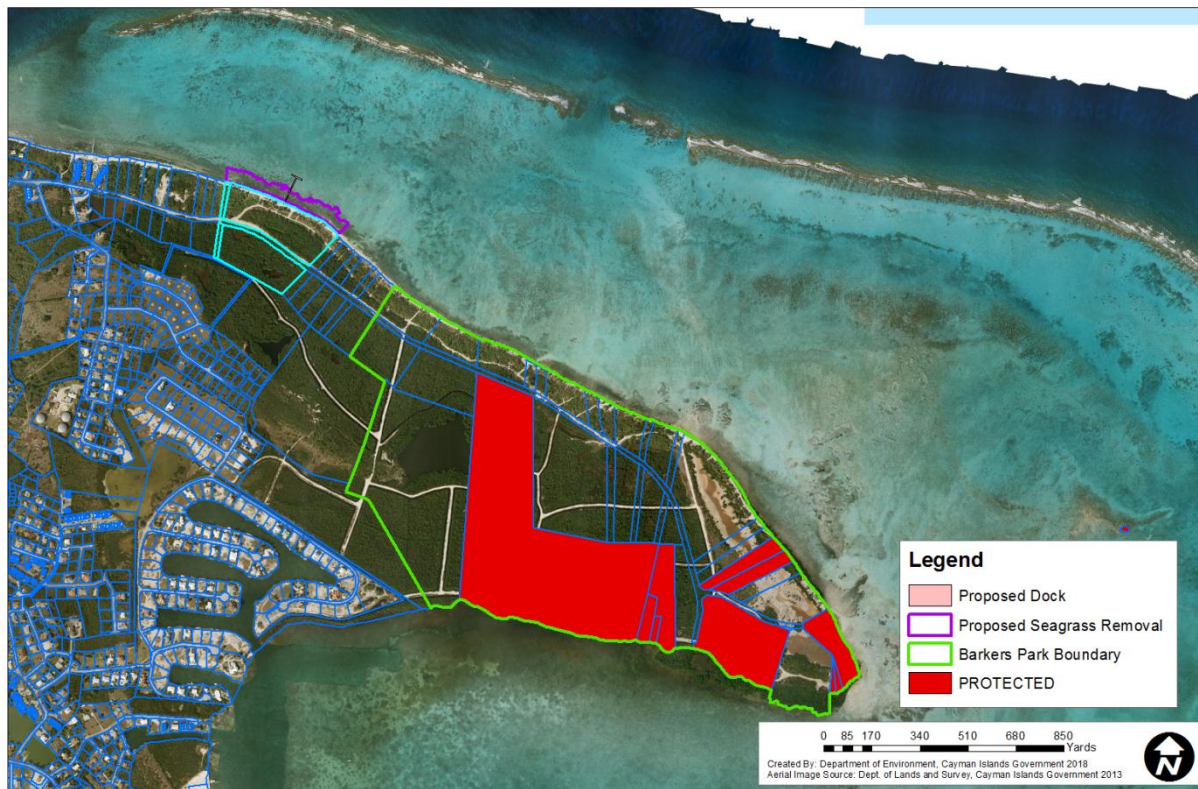 Legend
Proposed Dock
Proposed Seagrass Removal
Barkers Park Boundary
PROTECTED
0 85 170 340 510 680 850
Yards
Created By: Department of Environment, Cayman Islands Government 2018
Aerial Image Source: Dept. of Lands and Survey, Cayman Islands Government 2013
N